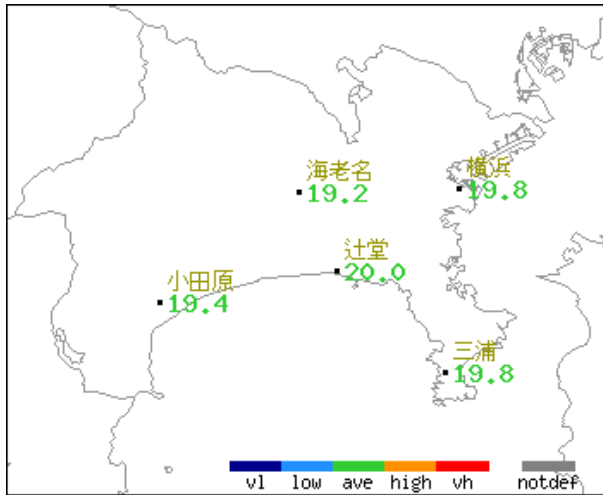 海老名
19.2
横浜
19.8
辻堂
20.0
小田原
19.4
三浦
19.8
vl low ave high vh notdef